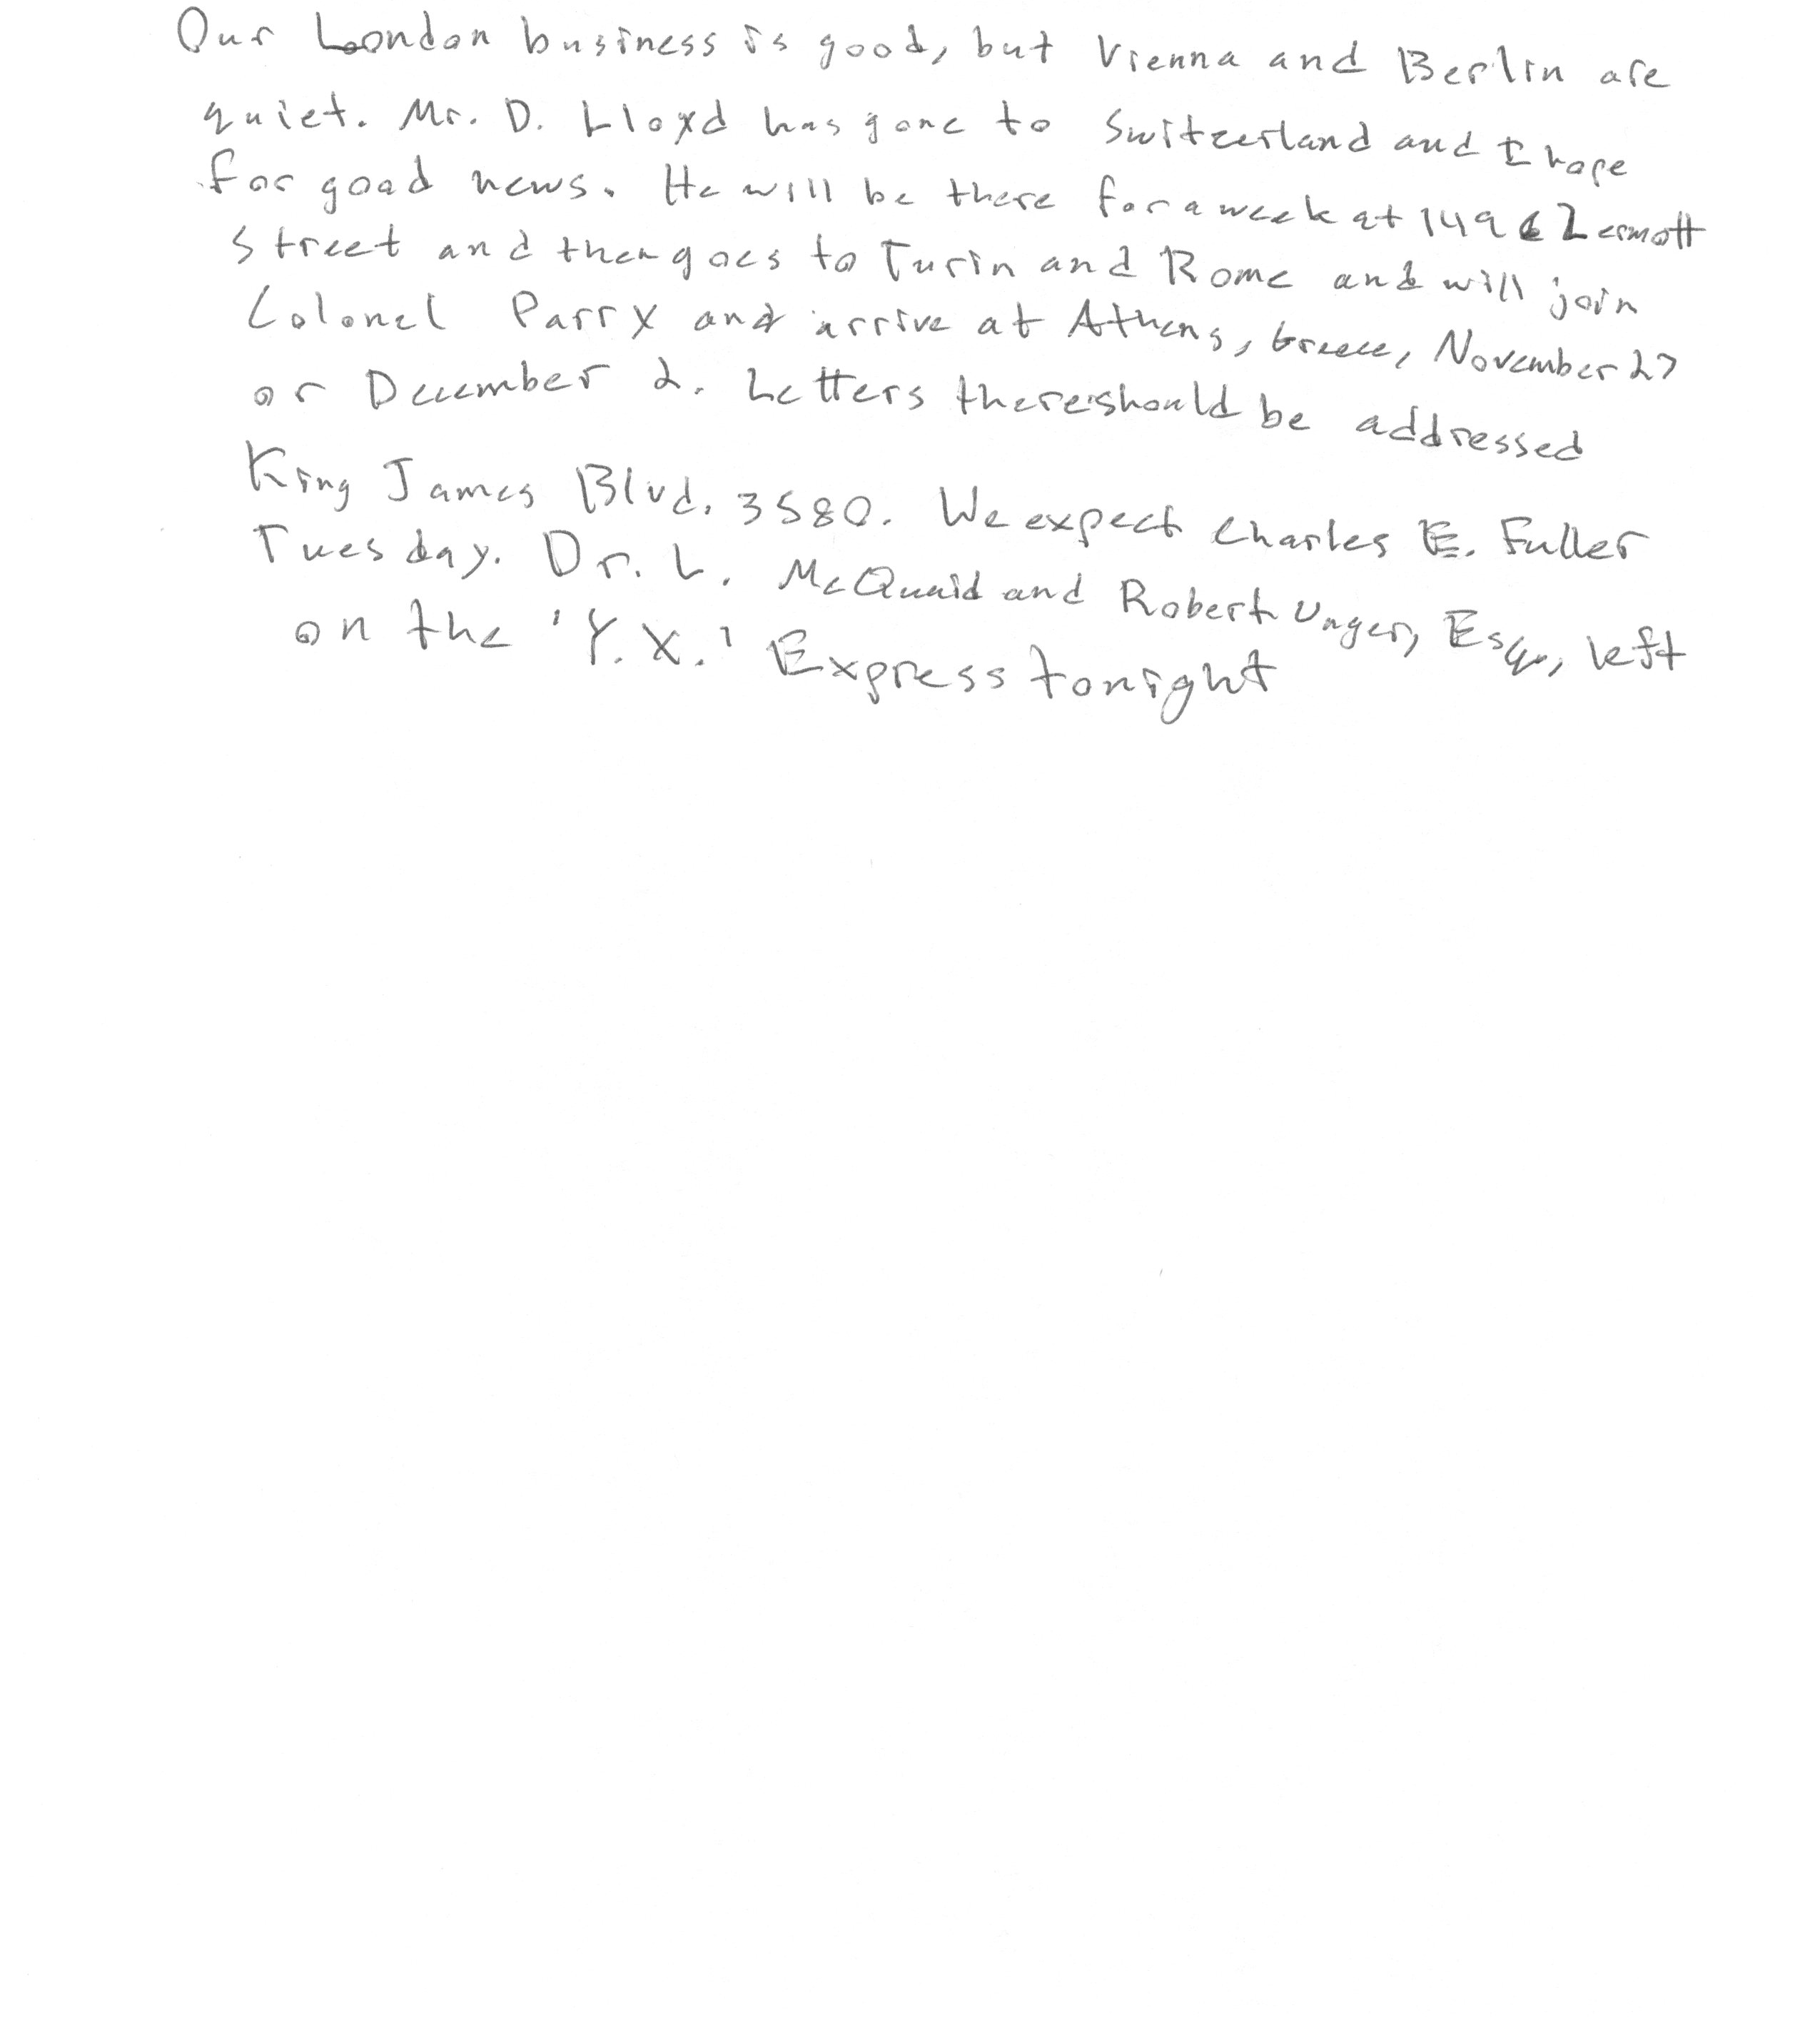 Our London business is good, but Vienna and Berlin are
quiet. Mr. D. Lloyd has gone to Switzerland and I hope
for good news. He will be there for a week at 1496 Zermott
Street and then goes to Turin and Rome and will join
Colonel Parry and arrive at Athens, Greece, November 27
or December 2. Letters there should be addressed
King James Blvd. 3580. We expect Charles E. Fuller
Tuesday. Dr. L. McQuaid and Robert Unger, Esq., left
on the 'Y.X.' Express tonight